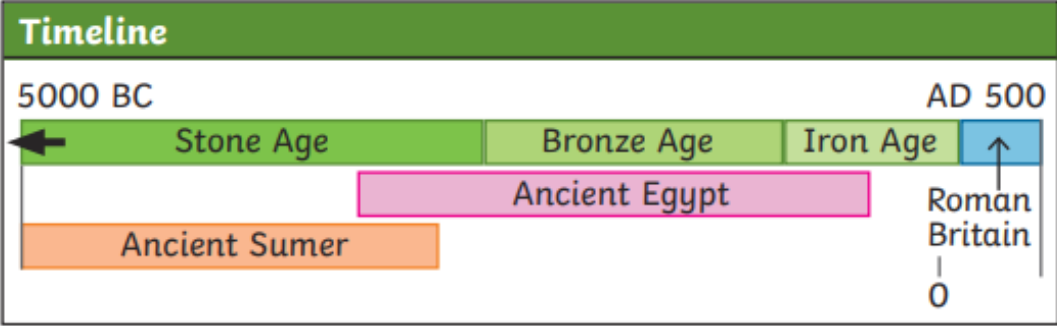 Timeline
5000 BC
AD 500
Stone Age
Bronze Age
Iron Age
Ancient Egypt
Roman
Britain
Ancient Sumer
0